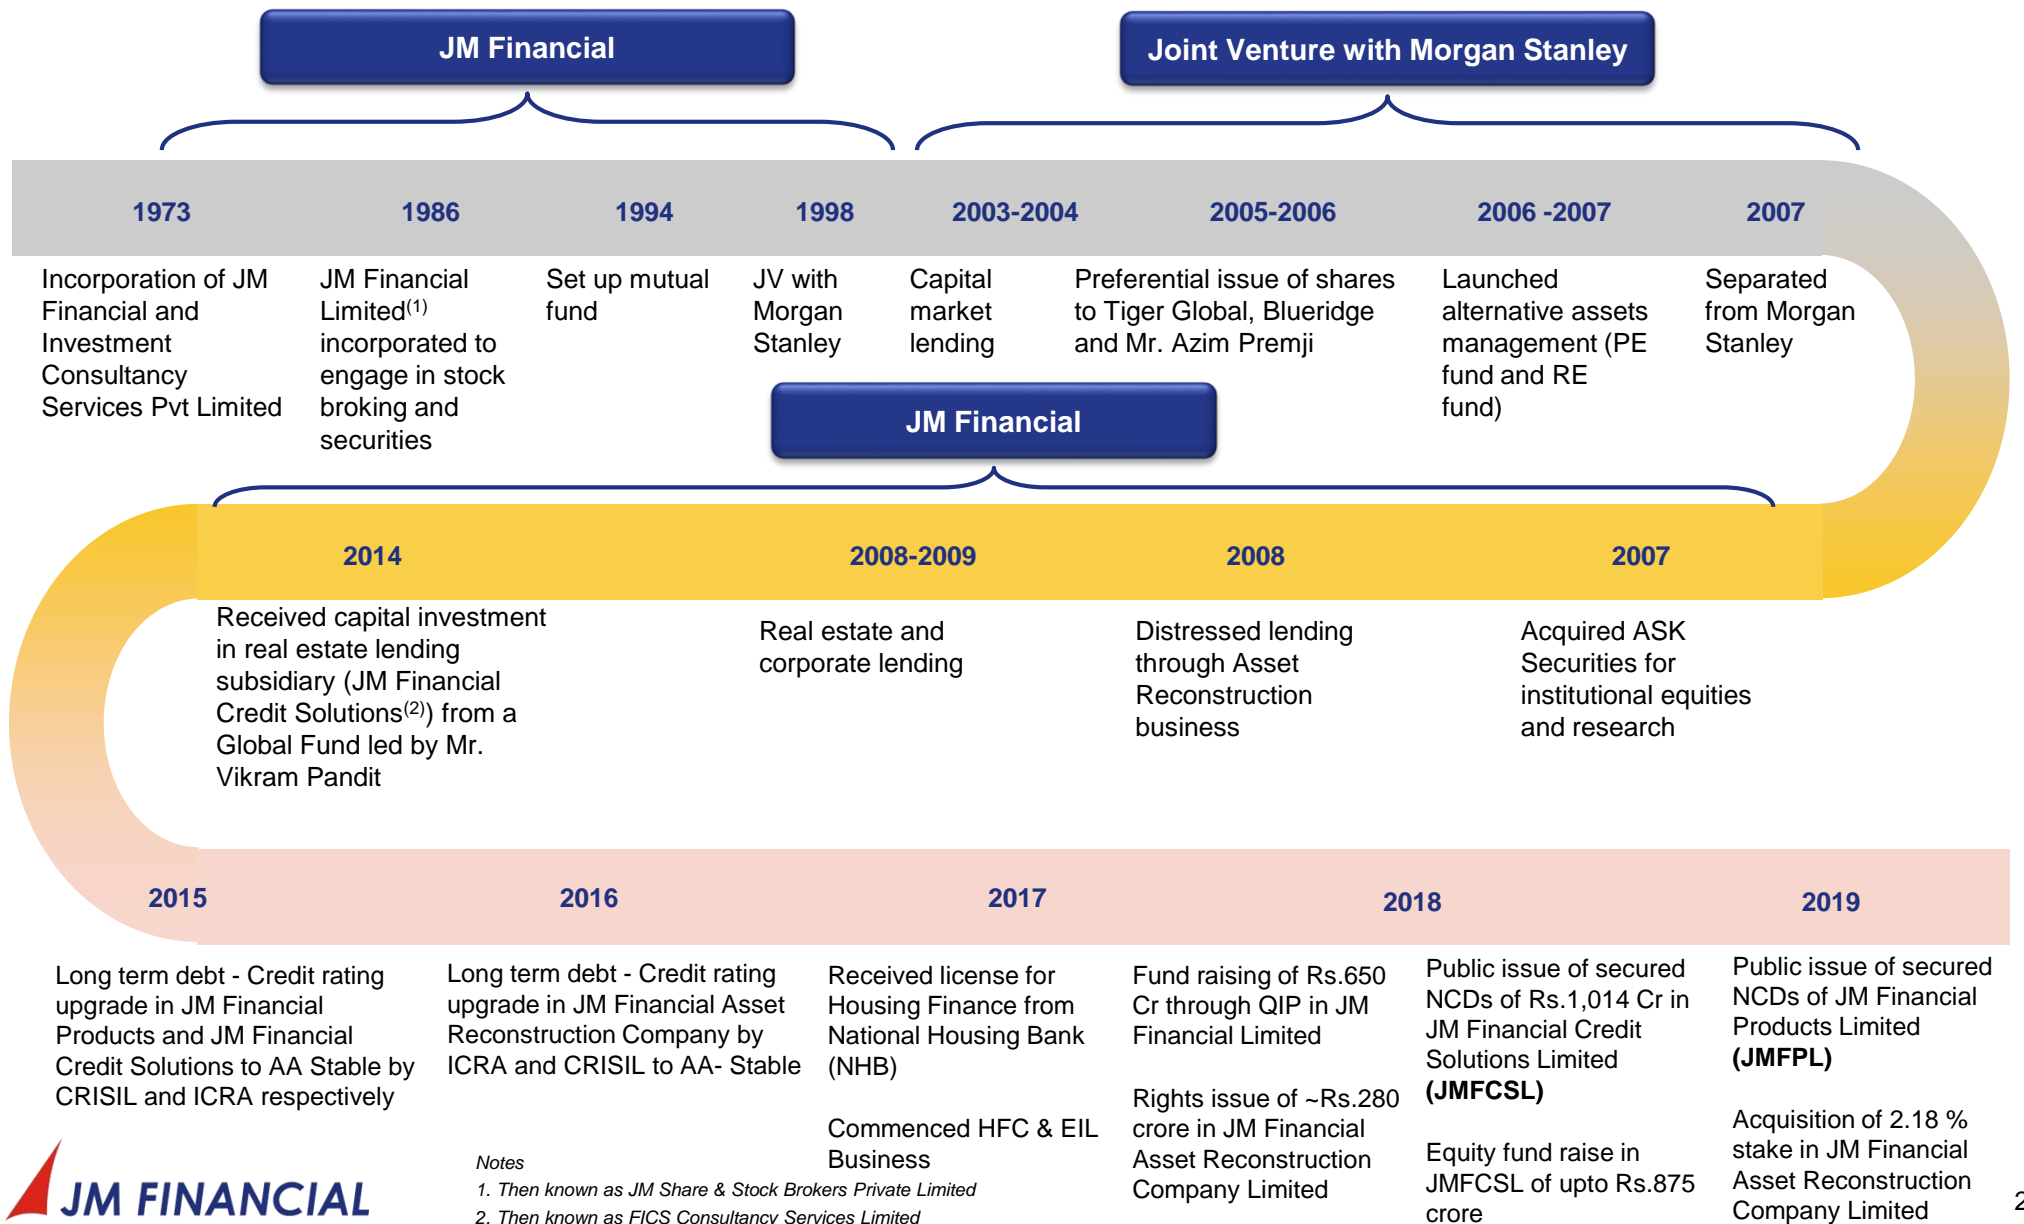 JM Financial
Joint Venture with Morgan Stanley
1973
1986
1994
1998
2003-2004
2005-2006
2006 -2007
2007
Incorporation of JM
Financial and
Investment
Consultancy
Services Pvt Limited
JM Financial
Limited(1)
incorporated to
engage in stock
broking and
securities
Set up mutual
fund
JV with
Morgan
Stanley
Capital
market
lending
Preferential issue of shares
to Tiger Global, Blueridge
and Mr. Azim Premji
Launched
alternative assets
management (PE
fund and RE
fund)
Separated
from Morgan
Stanley
JM Financial
2014
2008-2009
2008
2007
Received capital investment
in real estate lending
subsidiary (JM Financial
Credit Solutions(2)) from a
Global Fund led by Mr.
Vikram Pandit
Real estate and
corporate lending
Distressed lending
through Asset
Reconstruction
business
Acquired ASK
Securities for
institutional equities
and research
2015
2016
2017
2018
2019
Long term debt - Credit rating
upgrade in JM Financial
Products and JM Financial
Credit Solutions to AA Stable by
CRISIL and ICRA respectively
Long term debt - Credit rating
upgrade in JM Financial Asset
Reconstruction Company by
ICRA and CRISIL to AA- Stable
Received license for
Housing Finance from
National Housing Bank
(NHB)
Commenced HFC & EIL
Business
Fund raising of Rs.650
Cr through QIP in JM
Financial Limited
Rights issue of ~Rs.280
crore in JM Financial
Asset Reconstruction
Company Limited
Public issue of secured
NCDs of Rs.1,014 Cr in
JM Financial Credit
Solutions Limited
(JMFCSL)
Equity fund raise in
JMFCSL of upto Rs.875
crore
Public issue of secured
NCDs of JM Financial
Products Limited
(JMFPL)
Acquisition of 2.18 %
stake in JM Financial
Asset Reconstruction
Company Limited
JM FINANCIAL
Notes
1. Then known as JM Share & Stock Brokers Private Limited
2. Then known as FICS Consultancy Services Limited